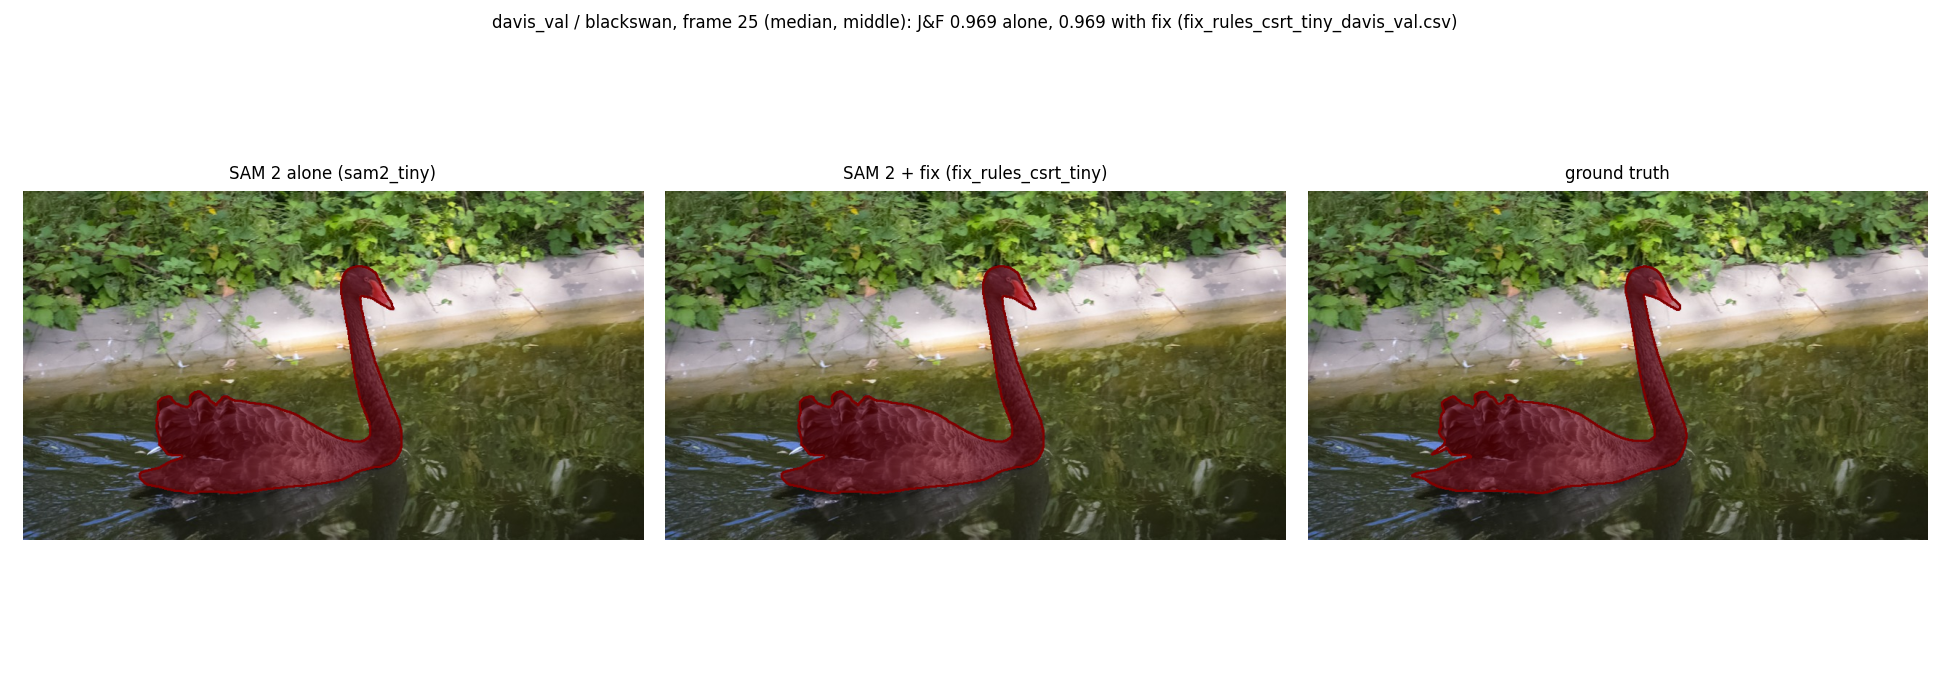 davis_val / blackswan, frame 25 (median, middle): J&F 0.969 alone, 0.969 with fix (fix_rules_csrt_tiny_davis_val.csv)
SAM 2 alone (sam2_tiny)
SAM 2 + fix (fix_rules_csrt_tiny)
ground truth